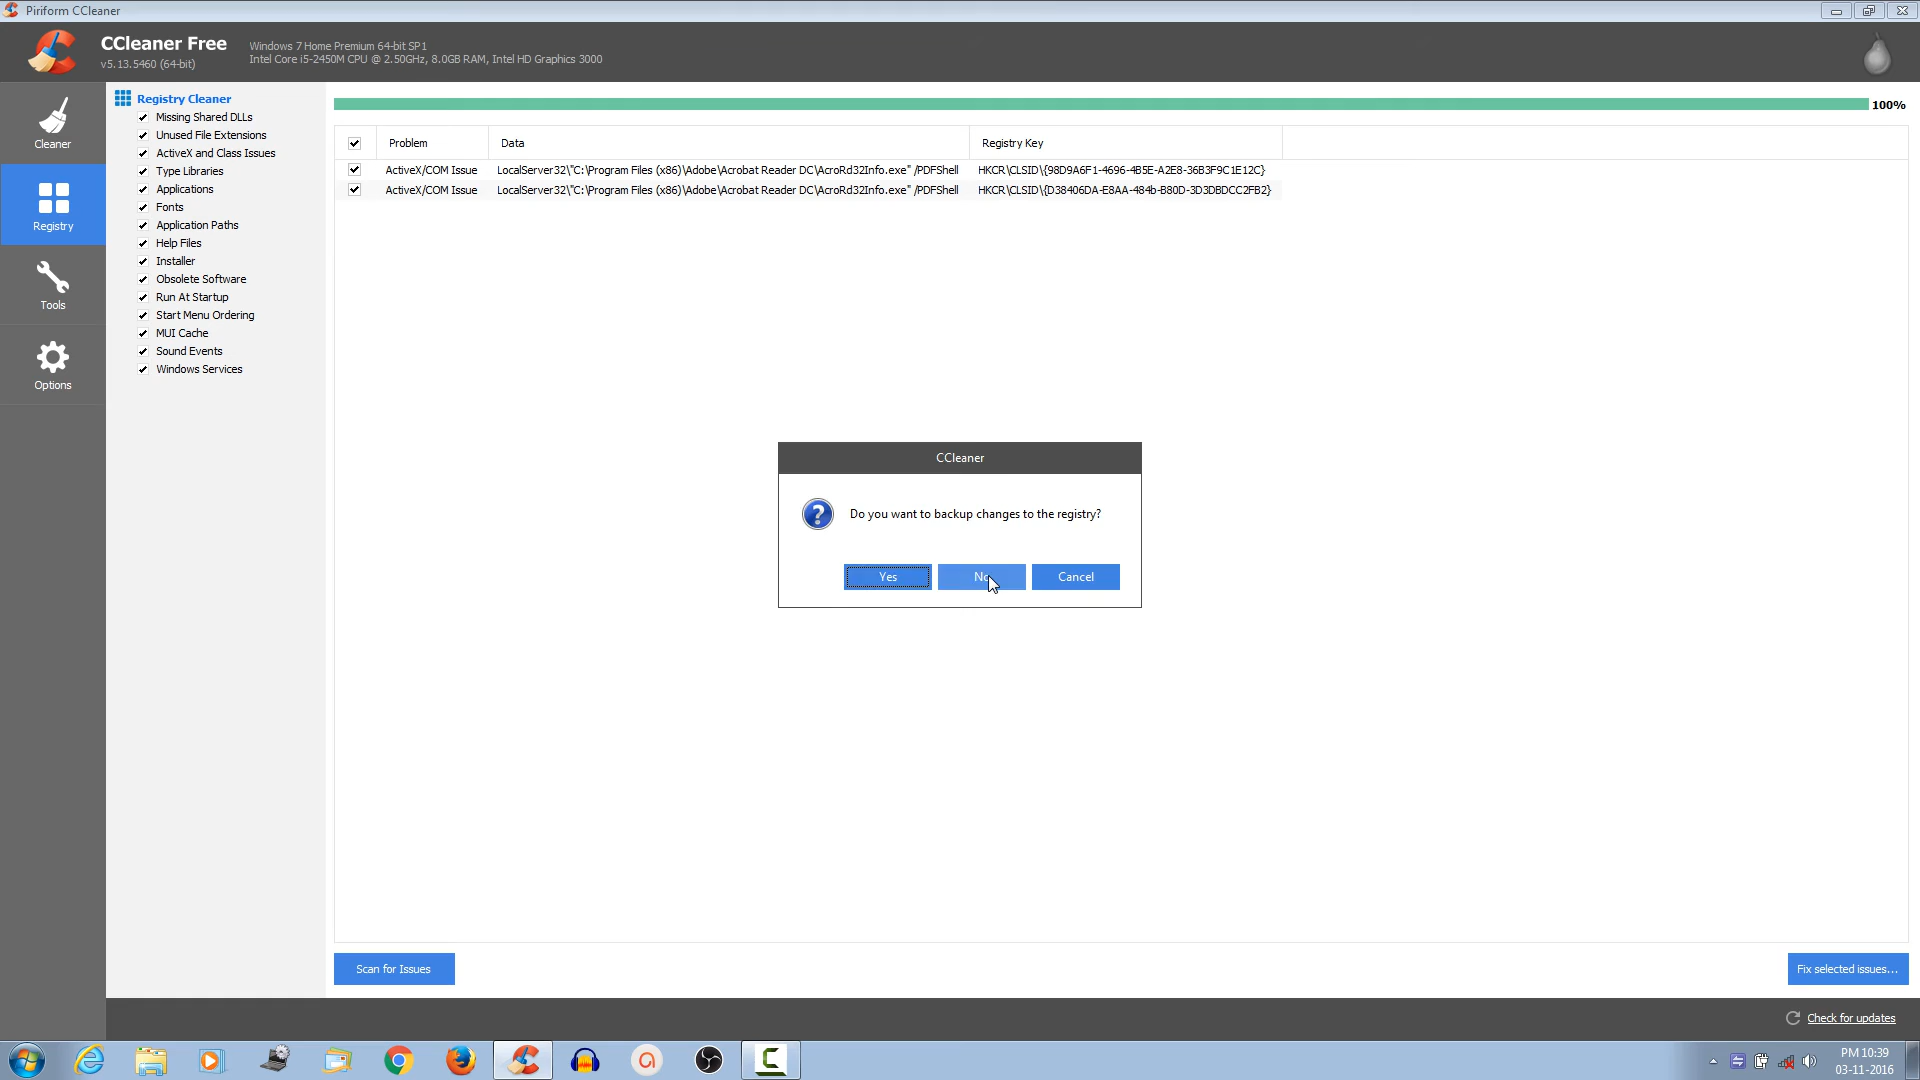 Piriform CCleaner
CCleaner Free
v5.13.5460 (64-bit)
Windows 7 Home Premium 64-bit SP1
Intel Core i5-2450M CPU @ 2.50GHz, 8.0GB RAM, Intel HD Graphics 3000
Cleaner
Registry
Tools
Options
Registry Cleaner
Missing Shared DLLs
Unused File Extensions
ActiveX and Class Issues
Type Libraries
Applications
Fonts
Application Paths
Help Files
Installer
Obsolete Software
Run At Startup
Start Menu Ordering
MUI Cache
Sound Events
Windows Services
100%
Problem Data Registry Key
ActiveX/COM Issue LocalServer32\"C:\Program Files (x86)\Adobe\Acrobat Reader DC\AcroRd32Info.exe" /PDFShell HKCR\CLSID\{98D9A6F1-4696-4B5E-A2E8-36B3F9C1E12C}
ActiveX/COM Issue LocalServer32\"C:\Program Files (x86)\Adobe\Acrobat Reader DC\AcroRd32Info.exe" /PDFShell HKCR\CLSID\{D38406DA-E8AA-484b-B80D-3D3DBDCC2FB2}
CCleaner
Do you want to backup changes to the registry?
Yes No Cancel
Scan for Issues
Fix selected issues...
Check for updates
PM 10:39
03-11-2016